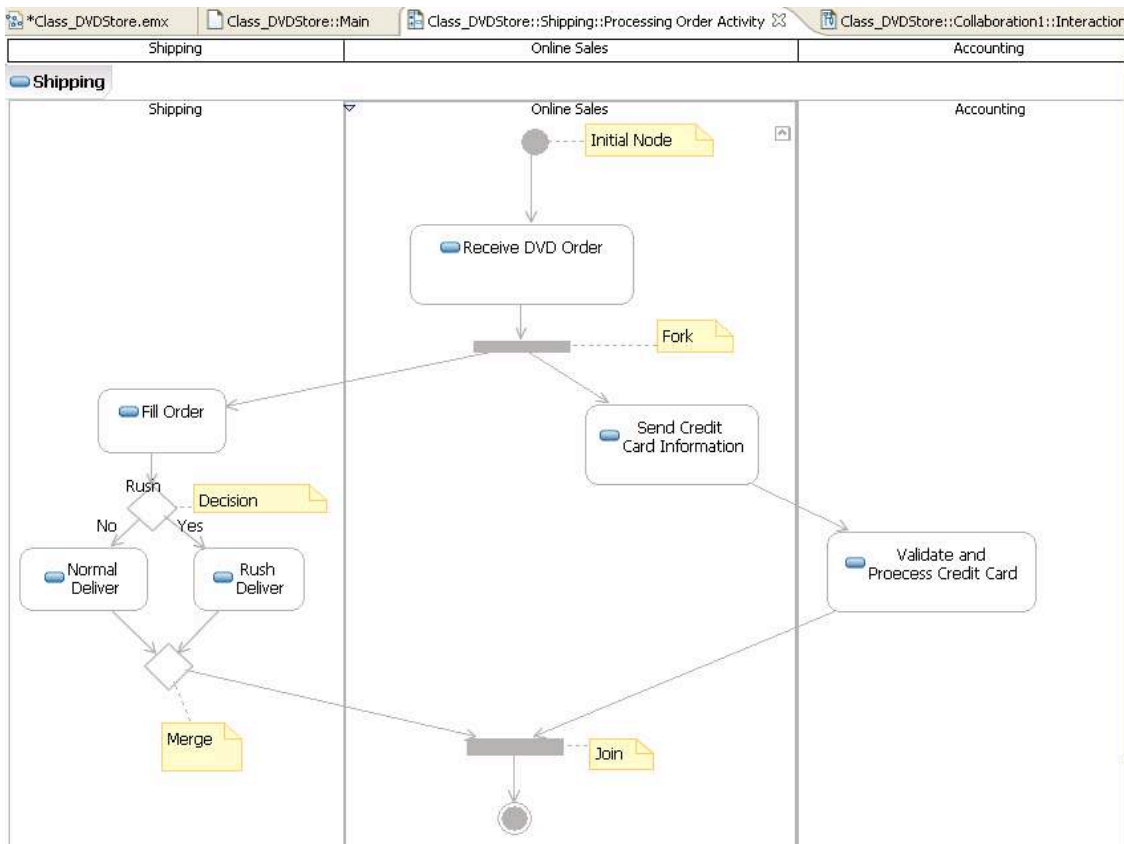 *Class_DVDStore.emx
Class_DVDStore::Main
Class_DVDStore::Shipping::Processing Order Activity
Class_DVDStore::Collaboration1::Interaction
Shipping
Online Sales
Accounting
Shipping
Shipping
Online Sales
Accounting
Initial Node
Receive DVD Order
Fork
Fill Order
Send Credit
Card Information
Rush
Decision
No
Yes
Normal
Deliver
Rush
Deliver
Validate and
Proecess Credit Card
Merge
Join